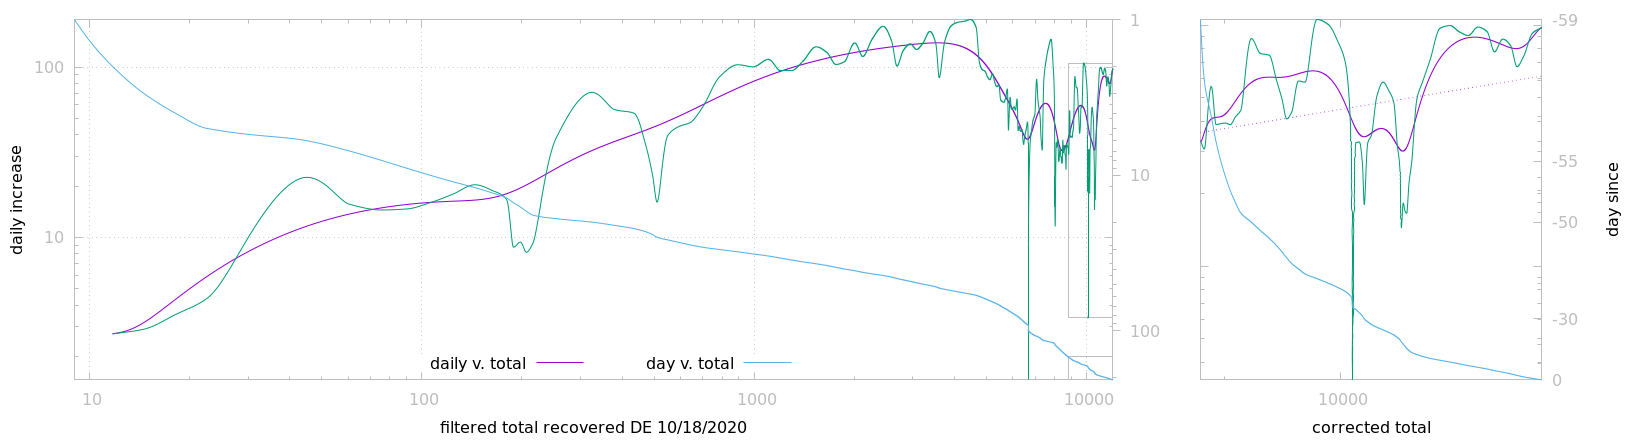 daily increase
100
10
1
10
100
daily v. total
day v. total
10
100
1000
10000
filtered total recovered DE 10/18/2020
-59
-55
-50
-30
0
day since
10000
corrected total